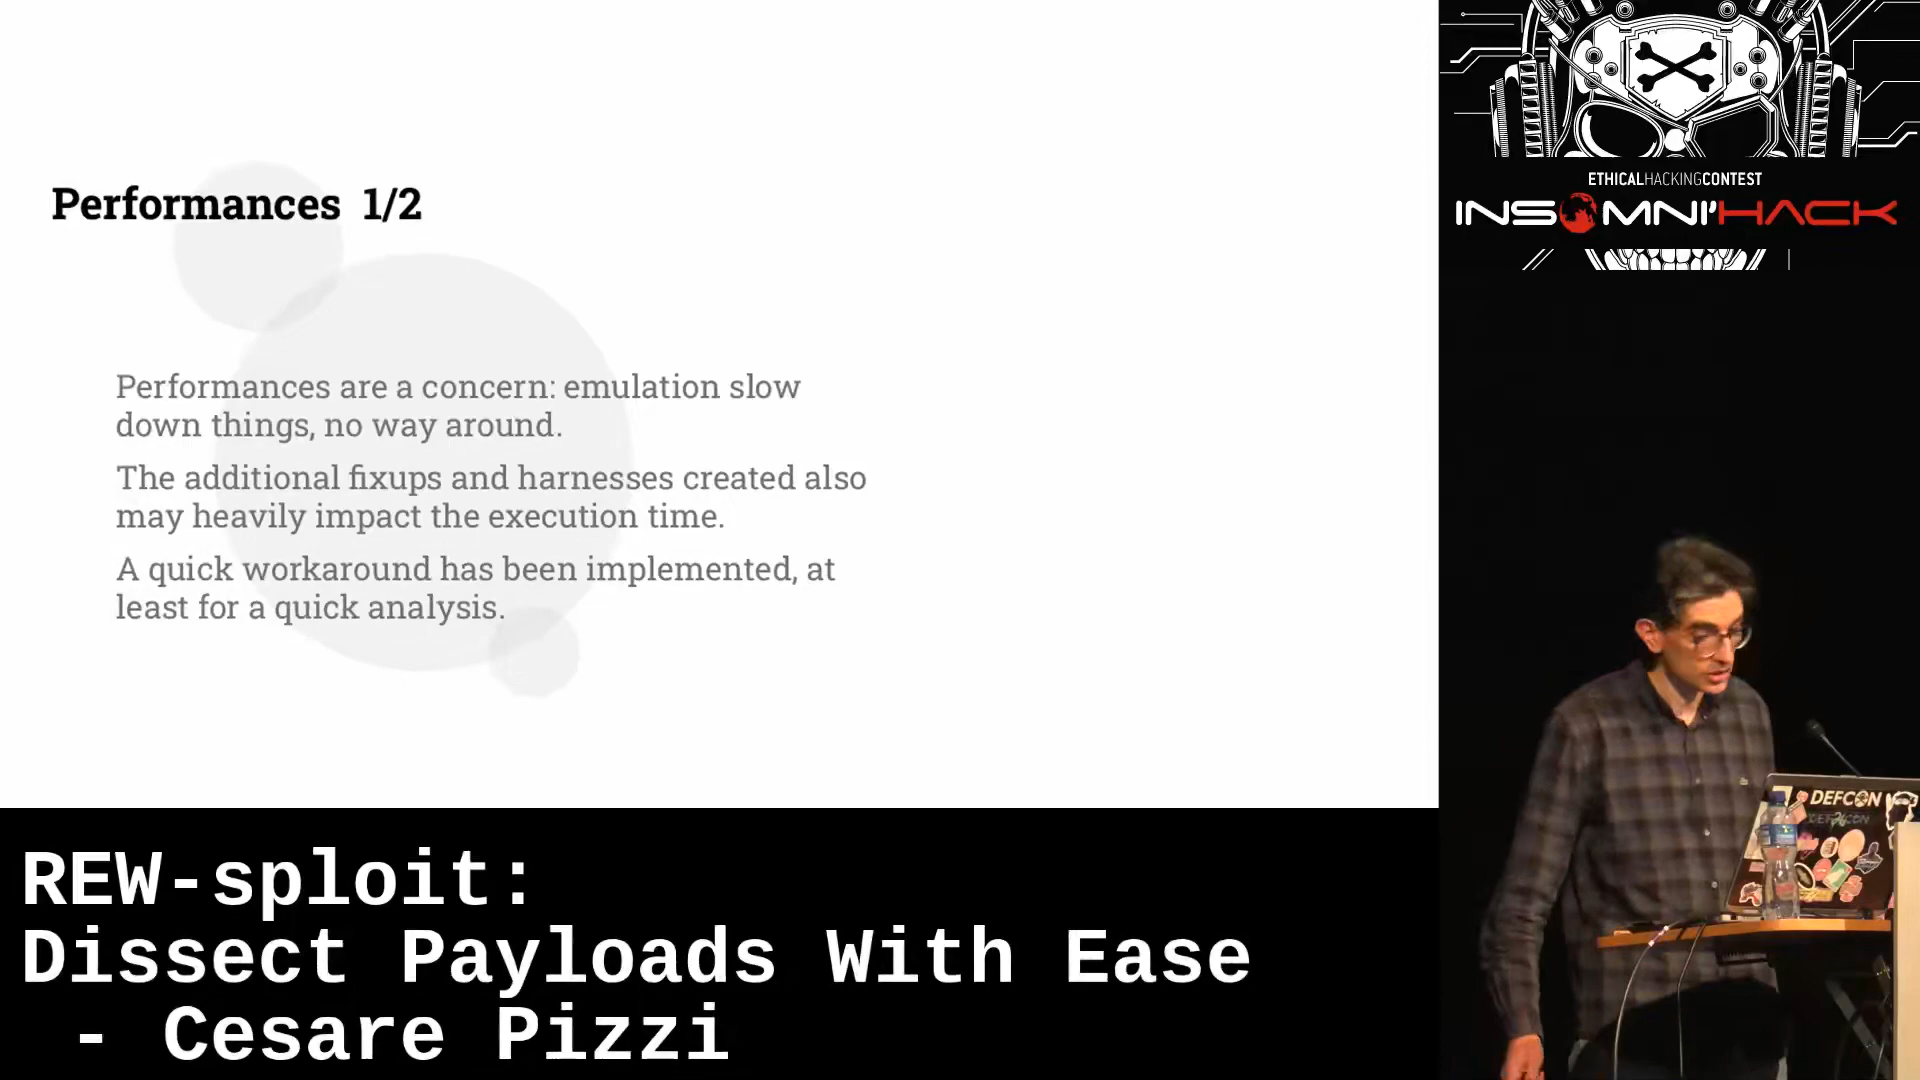 Performances 1/2
Performances are a concern: emulation slow
down things, no way around.
The additional fixups and harnesses created also
may heavily impact the execution time.
A quick workaround has been implemented, at
least for a quick analysis.
ETHICALHACKINGCONTEST
INSOMNI'HACK
DEFCON
DEFCON
REW-sploit:
Dissect Payloads With Ease
- Cesare Pizzi